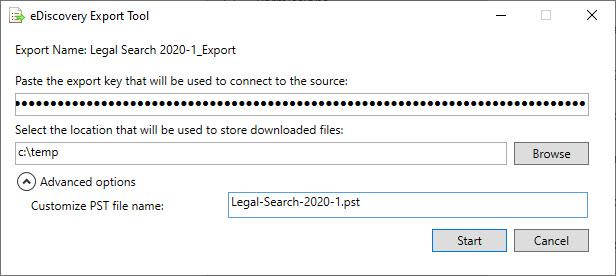 eDiscovery Export Tool
Export Name: Legal Search 2020-1_Export
Paste the export key that will be used to connect to the source:
Select the location that will be used to store downloaded files:
c:\temp
Browse
Advanced options
Customize PST file name:
Legal-Search-2020-1.pst
Start
Cancel